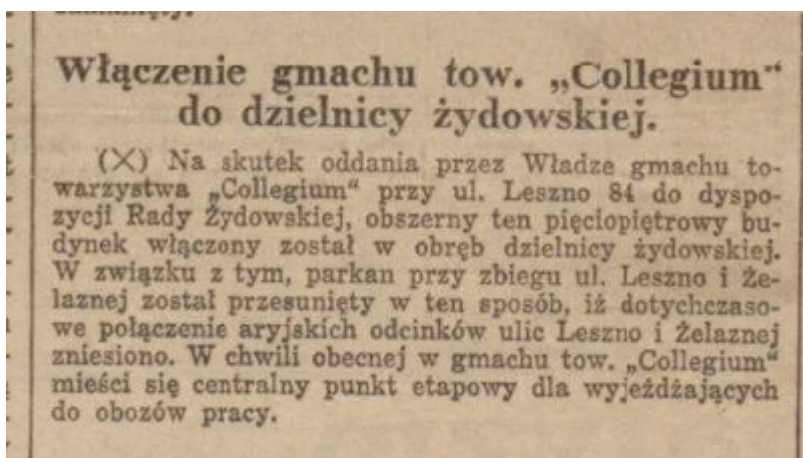 Włączenie gmachu tow. „Collegium“
do dzielnicy żydowskiej.
(X) Na skutek oddania przez Władze gmachu to-
warzystwa „Collegium“ przy ul. Leszno 84 do dyspo-
zycji Rady Żydowskiej, obszerny ten pięciopiętrowy bu-
dynek włączony został w obręb dzielnicy żydowskiej.
W związku z tym, parkan przy zbiegu ul. Leszno i Że-
laznej został przesunięty w ten sposób, iż dotychczaso-
we połączenie aryjskich odcinków ulic Leszno i Żelaznej
zniesiono. W chwili obecnej w gmachu tow. „Collegium“
mieści się centralny punkt etapowy dla wyjeżdżających
do obozów pracy.